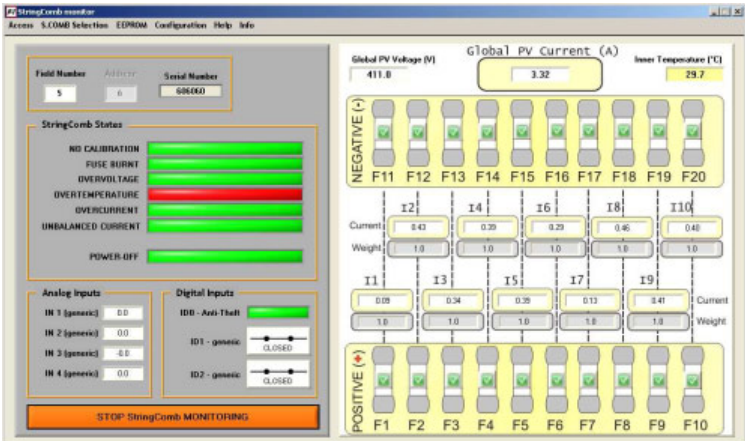 StringComb monitor
Access S.COMB Selection EEPROM Configuration Help Info
Field Number Address Serial Number
5 6 606060
StringComb States
NO CALIBRATION
FUSE BURNT
OVERVOLTAGE
OVERTEMPERATURE
OVERCURRENT
UNBALANCED CURRENT
POWER-OFF
Analog Inputs
IN 1 (generic) 0.0
IN 2 (generic) 0.0
IN 3 (generic) -0.0
IN 4 (generic) 0.0
Digital Inputs
ID0 - Anti-Theft
ID1 - generic CLOSED
ID2 - generic CLOSED
STOP StringComb MONITORING
Global PV Voltage (V) Global PV Current (A) Inner Temperature (°C)
411.0 3.32 29.7
NEGATIVE (-)
F11 F12 F13 F14 F15 F16 F17 F18 F19 F20
I2 I4 I6 I8 I10
Current 0.43 0.39 0.29 0.46 0.40
Weight 1.0 1.0 1.0 1.0 1.0
I1 I3 I5 I7 I9
0.09 0.34 0.39 0.13 0.41 Current
1.0 1.0 1.0 1.0 1.0 Weight
POSITIVE (+)
F1 F2 F3 F4 F5 F6 F7 F8 F9 F10